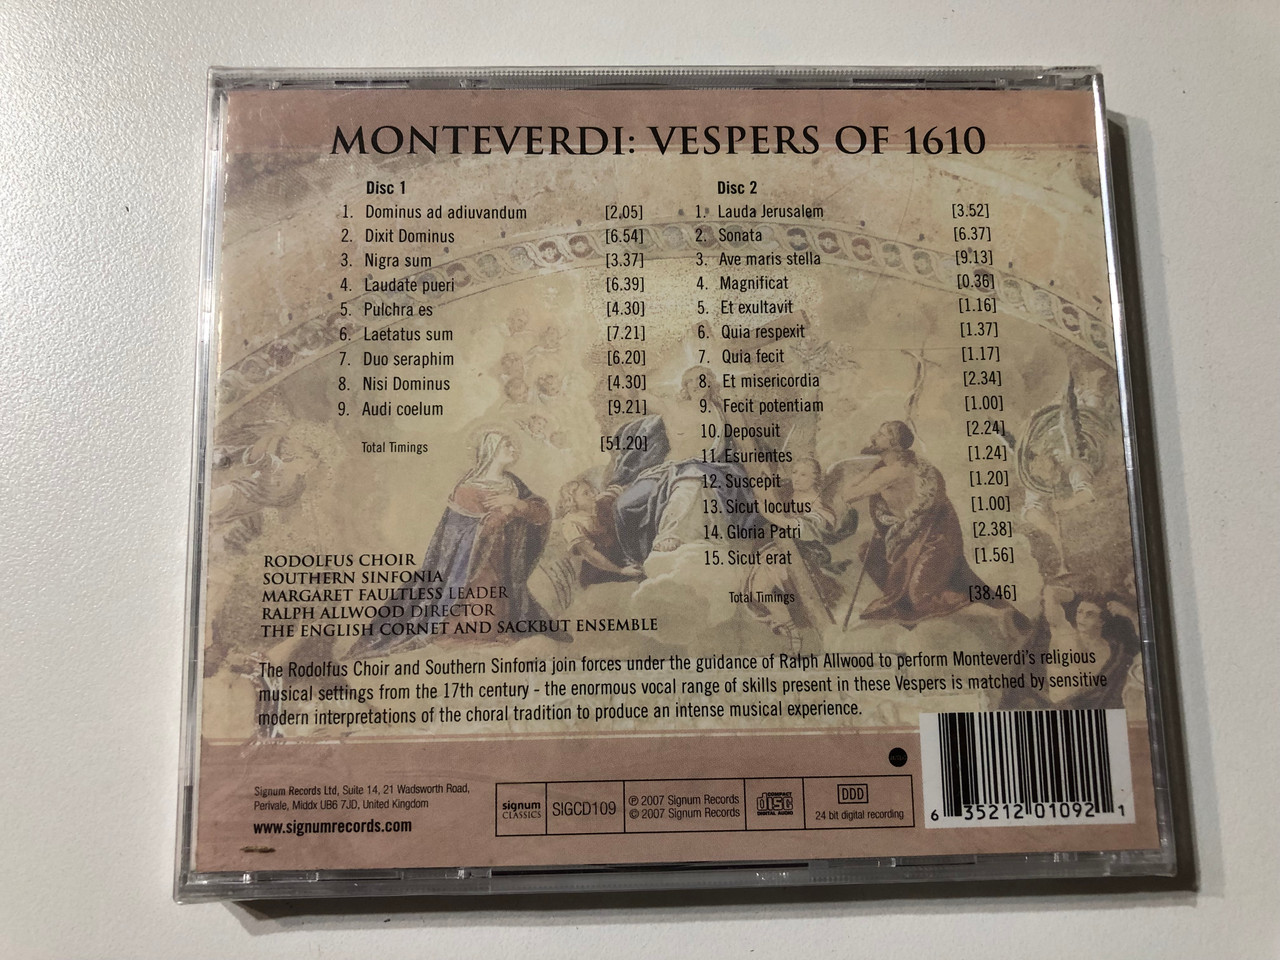 MONTEVERDI: VESPERS OF 1610
Disc 1
1. Dominus ad adiuvandum [2.05]
2. Dixit Dominus [6.54]
3. Nigra sum [3.37]
4. Laudate pueri [6.39]
5. Pulchra es [4.30]
6. Laetatus sum [7.21]
7. Duo seraphim [6.20]
8. Nisi Dominus [4.30]
9. Audi coelum [9.21]
Total Timings [51.20]
Disc 2
1. Lauda Jerusalem [3.52]
2. Sonata [6.37]
3. Ave maris stella [9.13]
4. Magnificat [0.36]
5. Et exultavit [1.16]
6. Quia respexit [1.37]
7. Quia fecit [1.17]
8. Et misericordia [2.34]
9. Fecit potentiam [1.00]
10. Deposuit [2.24]
11. Esurientes [1.24]
12. Suscepit [1.20]
13. Sicut locutus [1.00]
14. Gloria Patri [2.38]
15. Sicut erat [1.56]
Total Timings [38.46]
RODOLFUS CHOIR
SOUTHERN SINFONIA
MARGARET FAULTLESS LEADER
RALPH ALLWOOD DIRECTOR
THE ENGLISH CORNET AND SACKBUT ENSEMBLE
The Rodolfus Choir and Southern Sinfonia join forces under the guidance of Ralph Allwood to perform Monteverdi's religious
musical settings from the 17th century - the enormous vocal range of skills present in these Vespers is matched by sensitive
modern interpretations of the choral tradition to produce an intense musical experience.
Signum Records Ltd, Suite 14, 21 Wadsworth Road,
Perivale, Middx UB6 7JD, United Kingdom
www.signumrecords.com
signum
CLASSICS
SIGCD109
℗ 2007 Signum Records
© 2007 Signum Records
COMPACT
disc
DIGITAL AUDIO
DDD
24 bit digital recording
6 35212 01092 1